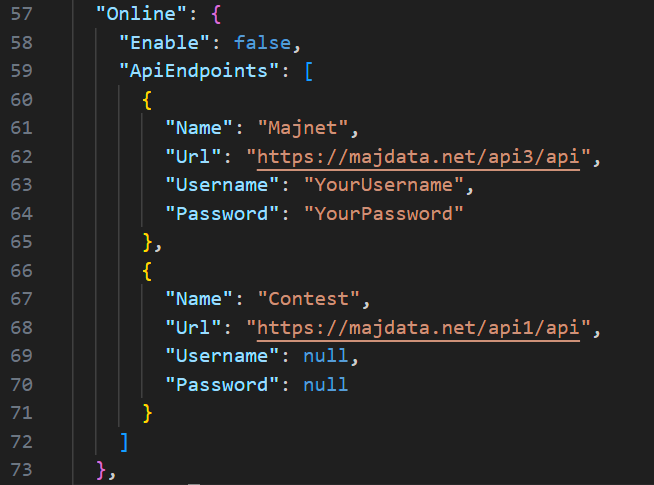 57 "Online": {
58 "Enable": false,
59 "ApiEndpoints": [
60 {
61 "Name": "Majnet",
62 "Url": "https://majdata.net/api3/api",
63 "Username": "YourUsername",
64 "Password": "YourPassword"
65 },
66 {
67 "Name": "Contest",
68 "Url": "https://majdata.net/api1/api",
69 "Username": null,
70 "Password": null
71 }
72 ]
73 },